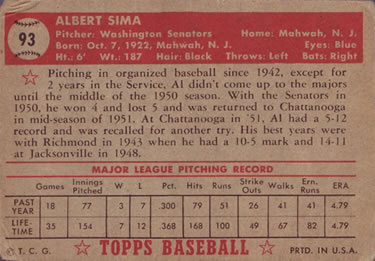 93
ALBERT SIMA
Pitcher: Washington Senators Home: Mahwah, N. J.
Born: Oct. 7, 1922, Mahwah, N. J. Eyes: Blue
Ht.: 6' Wt.: 187 Hair: Black Throws: Left Bats: Right
Pitching in organized baseball since 1942, except for
2 years in the Service, Al didn't come up to the majors
until the middle of the 1950 season. With the Senators in
1950, he won 4 and lost 5 and was returned to Chattanooga
in mid-season of 1951. At Chattanooga in '51, Al had a 5-12
record and was recalled for another try. His best years were
with Richmond in 1943 when he had a 10-5 mark and 14-11
at Jacksonville in 1948.
MAJOR LEAGUE PITCHING RECORD
Games Innings Pitched W L Pct. Hits Runs Strike Outs Walks Ern. Runs ERA
PAST YEAR 18 77 3 7 .300 79 51 26 41 41 4.79
LIFE-TIME 35 154 7 12 .368 168 100 49 67 82 4.79
© T. C. G. TOPPS BASEBALL PRTD. IN U.S.A.